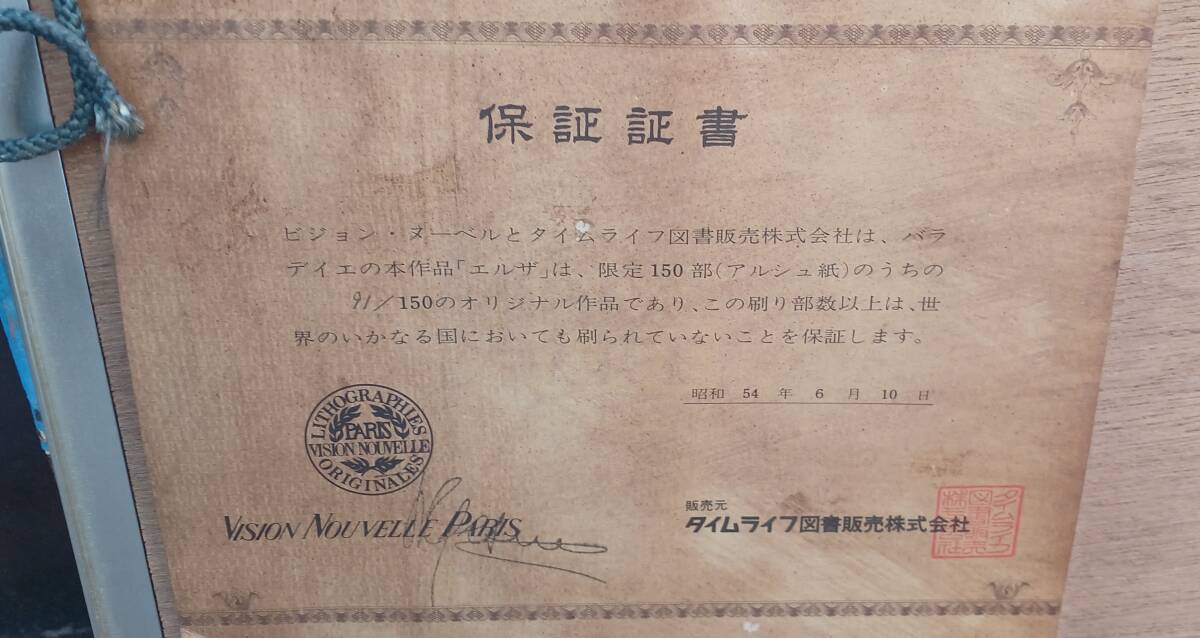 保証証書
ビジョン・ヌーベルとタイムライフ図書販売株式会社は、バラ
デイエの本作品「エルザ」は、限定150部(アルシュ紙)のうちの
91/150のオリジナル作品であり、この刷り部数以上は、世
界のいかなる国においても刷られていないことを保証します。
昭和 54 年 6 月 10 日
LITHOGRAPHIES
PARIS
VISION NOUVELLE
ORIGINALES
VISION NOUVELLE PARIS
販売元
タイムライフ図書販売株式会社